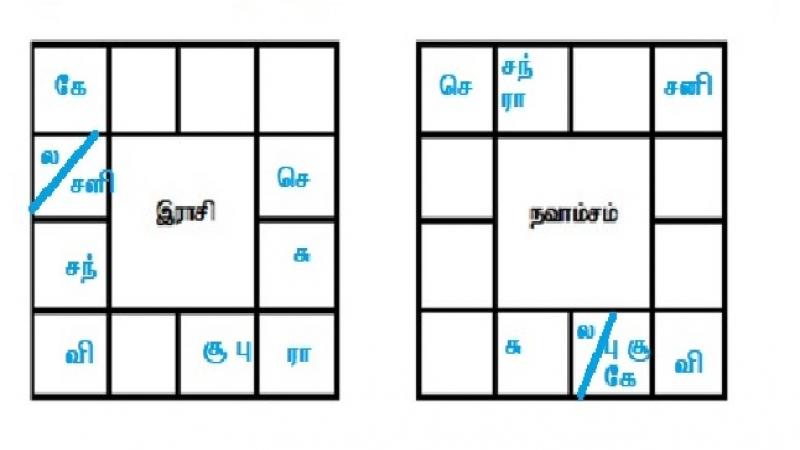 கே
ல
சனி
செ
இராசி
சு
சந்
வி
சூ பு
ரா
செ
சந்
ரா
சனி
நவாம்சம்
சு
ல
பு சூ
கே
வி